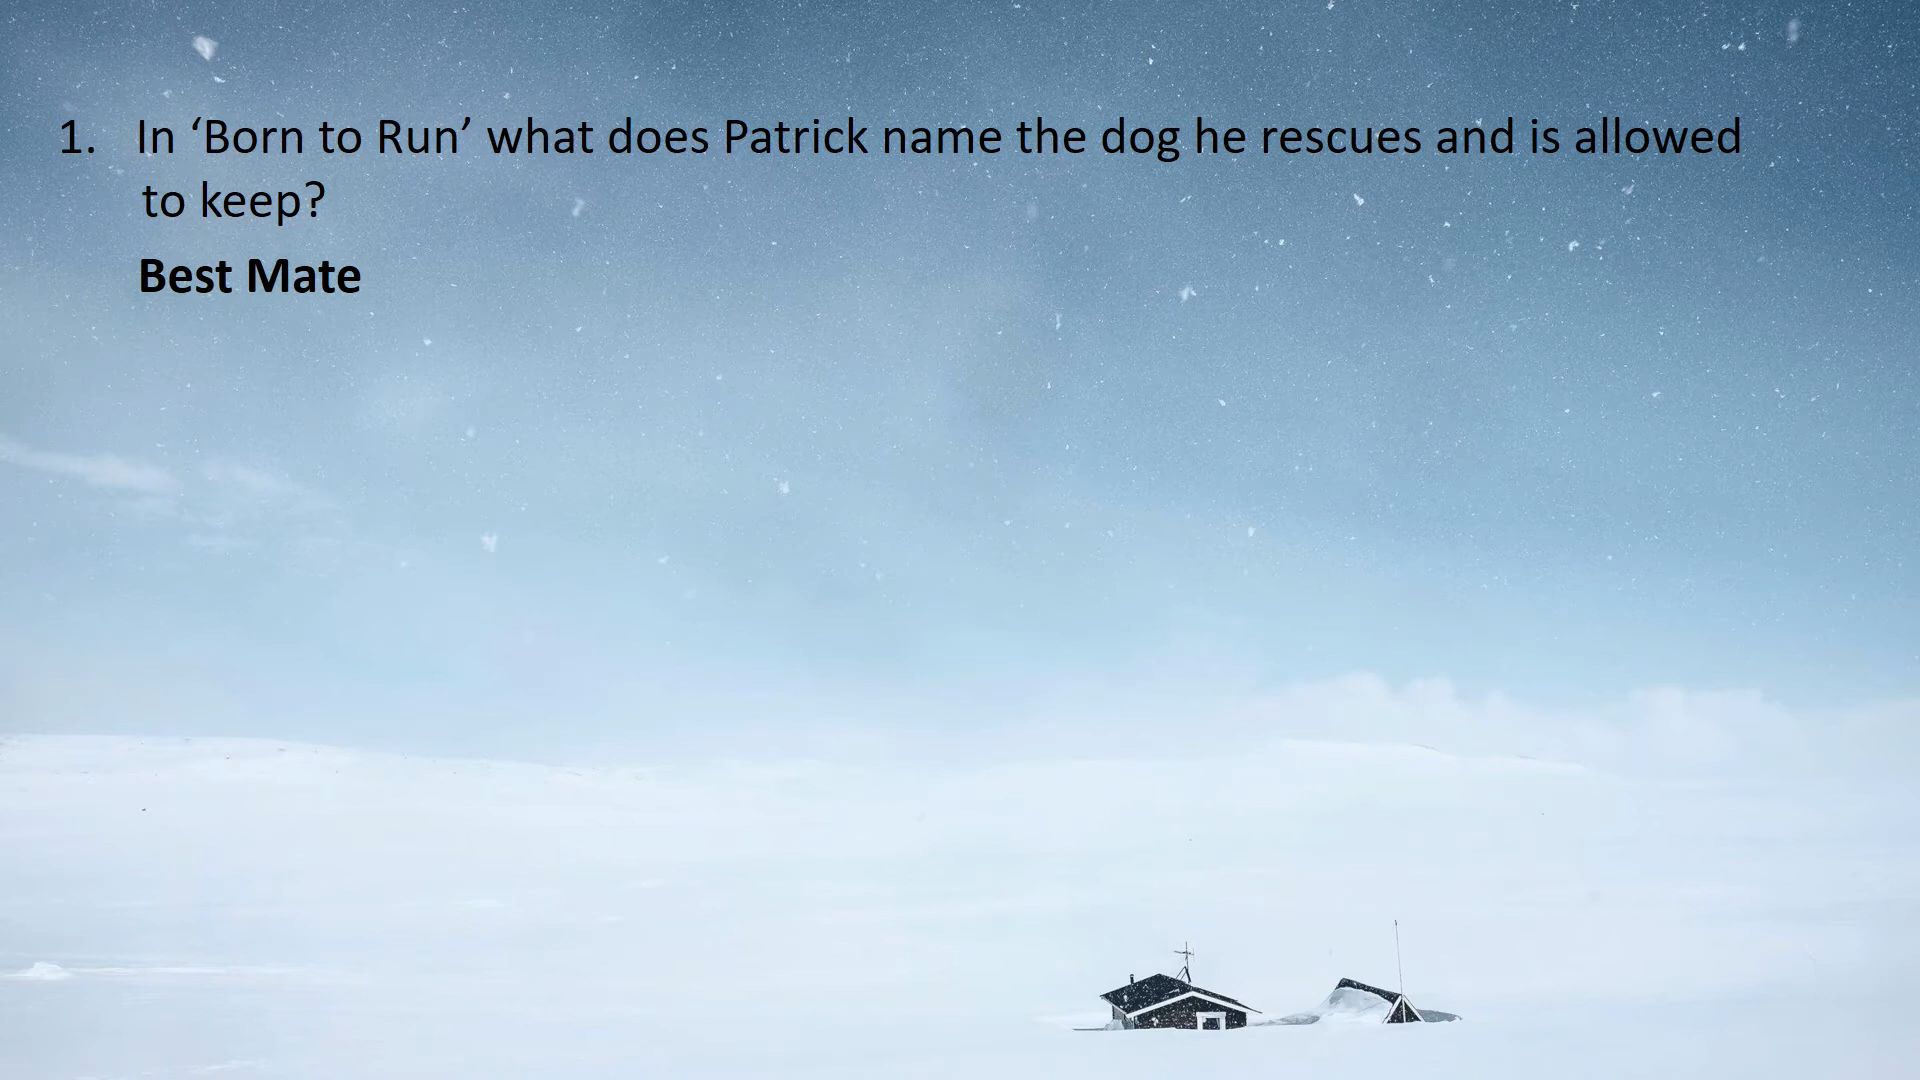 1. In ‘Born to Run’ what does Patrick name the dog he rescues and is allowed
to keep?
Best Mate